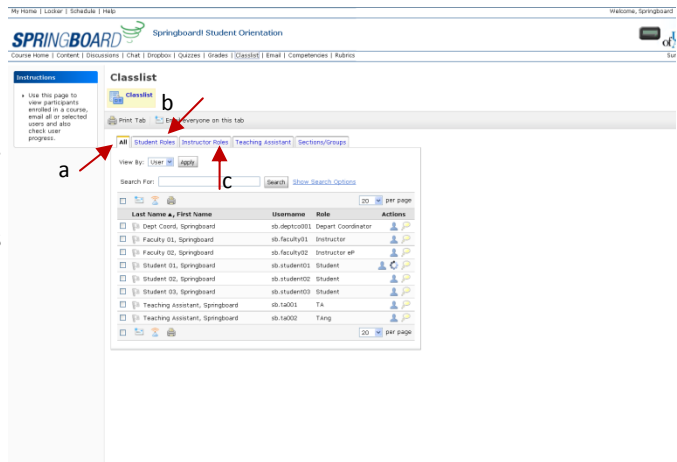 My Home | Locker | Schedule | Help
Welcome, Springboard
SPRINGBOARD
Springboard! Student Orientation
of
Course Home | Content | Discussions | Chat | Dropbox | Quizzes | Grades | Classlist | Email | Competencies | Rubrics
Sur
Instructions
Use this page to
view participants
enrolled in a course,
email all or selected
users and also
check user
progress.
Classlist
Classlist
b
Print Tab
Email everyone on this tab
All Student Roles Instructor Roles Teaching Assistant Sections/Groups
a
View By: User Apply
c
Search For: Search Show Search Options
20 per page
Last Name ▲, First Name Username Role Actions
Dept Coord, Springboard sb.deptco001 Depart Coordinator
Faculty 01, Springboard sb.faculty01 Instructor
Faculty 02, Springboard sb.faculty02 Instructor eP
Student 01, Springboard sb.student01 Student
Student 02, Springboard sb.student02 Student
Student 03, Springboard sb.student03 Student
Teaching Assistant, Springboard sb.ta001 TA
Teaching Assistant, Springboard sb.ta002 TAng
20 per page